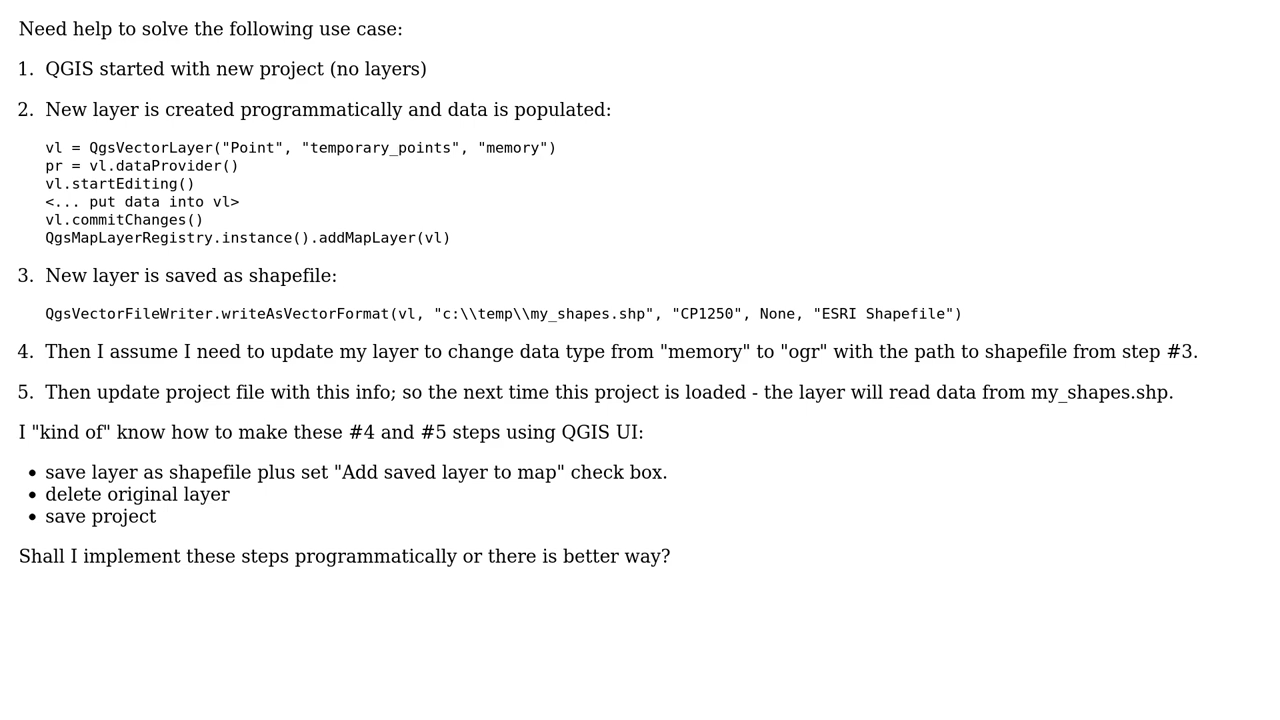 Need help to solve the following use case:
1. QGIS started with new project (no layers)
2. New layer is created programmatically and data is populated:
vl = QgsVectorLayer("Point", "temporary_points", "memory")
pr = vl.dataProvider()
vl.startEditing()
<... put data into vl>
vl.commitChanges()
QgsMapLayerRegistry.instance().addMapLayer(vl)
3. New layer is saved as shapefile:
QgsVectorFileWriter.writeAsVectorFormat(vl, "c:\\temp\\my_shapes.shp", "CP1250", None, "ESRI Shapefile")
4. Then I assume I need to update my layer to change data type from "memory" to "ogr" with the path to shapefile from step #3.
5. Then update project file with this info; so the next time this project is loaded - the layer will read data from my_shapes.shp.
I "kind of" know how to make these #4 and #5 steps using QGIS UI:
• save layer as shapefile plus set "Add saved layer to map" check box.
• delete original layer
• save project
Shall I implement these steps programmatically or there is better way?